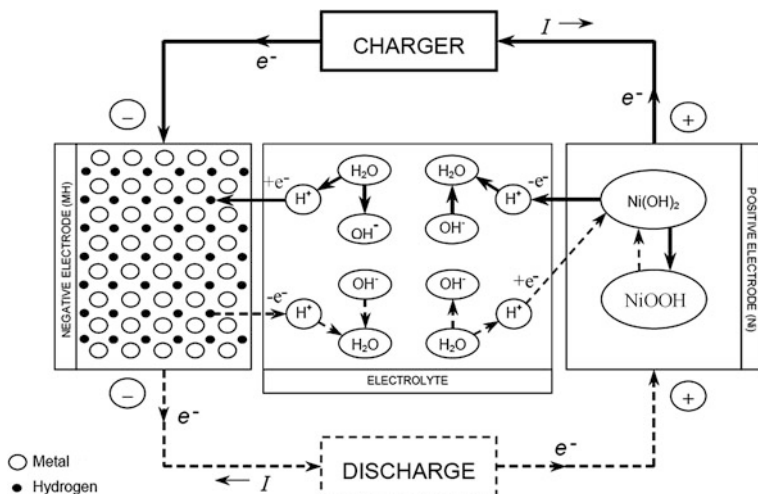 CHARGER
I
e⁻
e⁻
−
+
NEGATIVE ELECTRODE (MH)
+e⁻
H⁺
H₂O
OH⁻
H₂O
OH⁻
H⁺
-e⁻
Ni(OH)₂
NiOOH
POSITIVE ELECTRODE (Ni)
-e⁻
H⁺
OH⁻
H₂O
OH⁻
H₂O
H⁺
+e⁻
ELECTROLYTE
−
+
e⁻
e⁻
I
DISCHARGE
Metal
Hydrogen